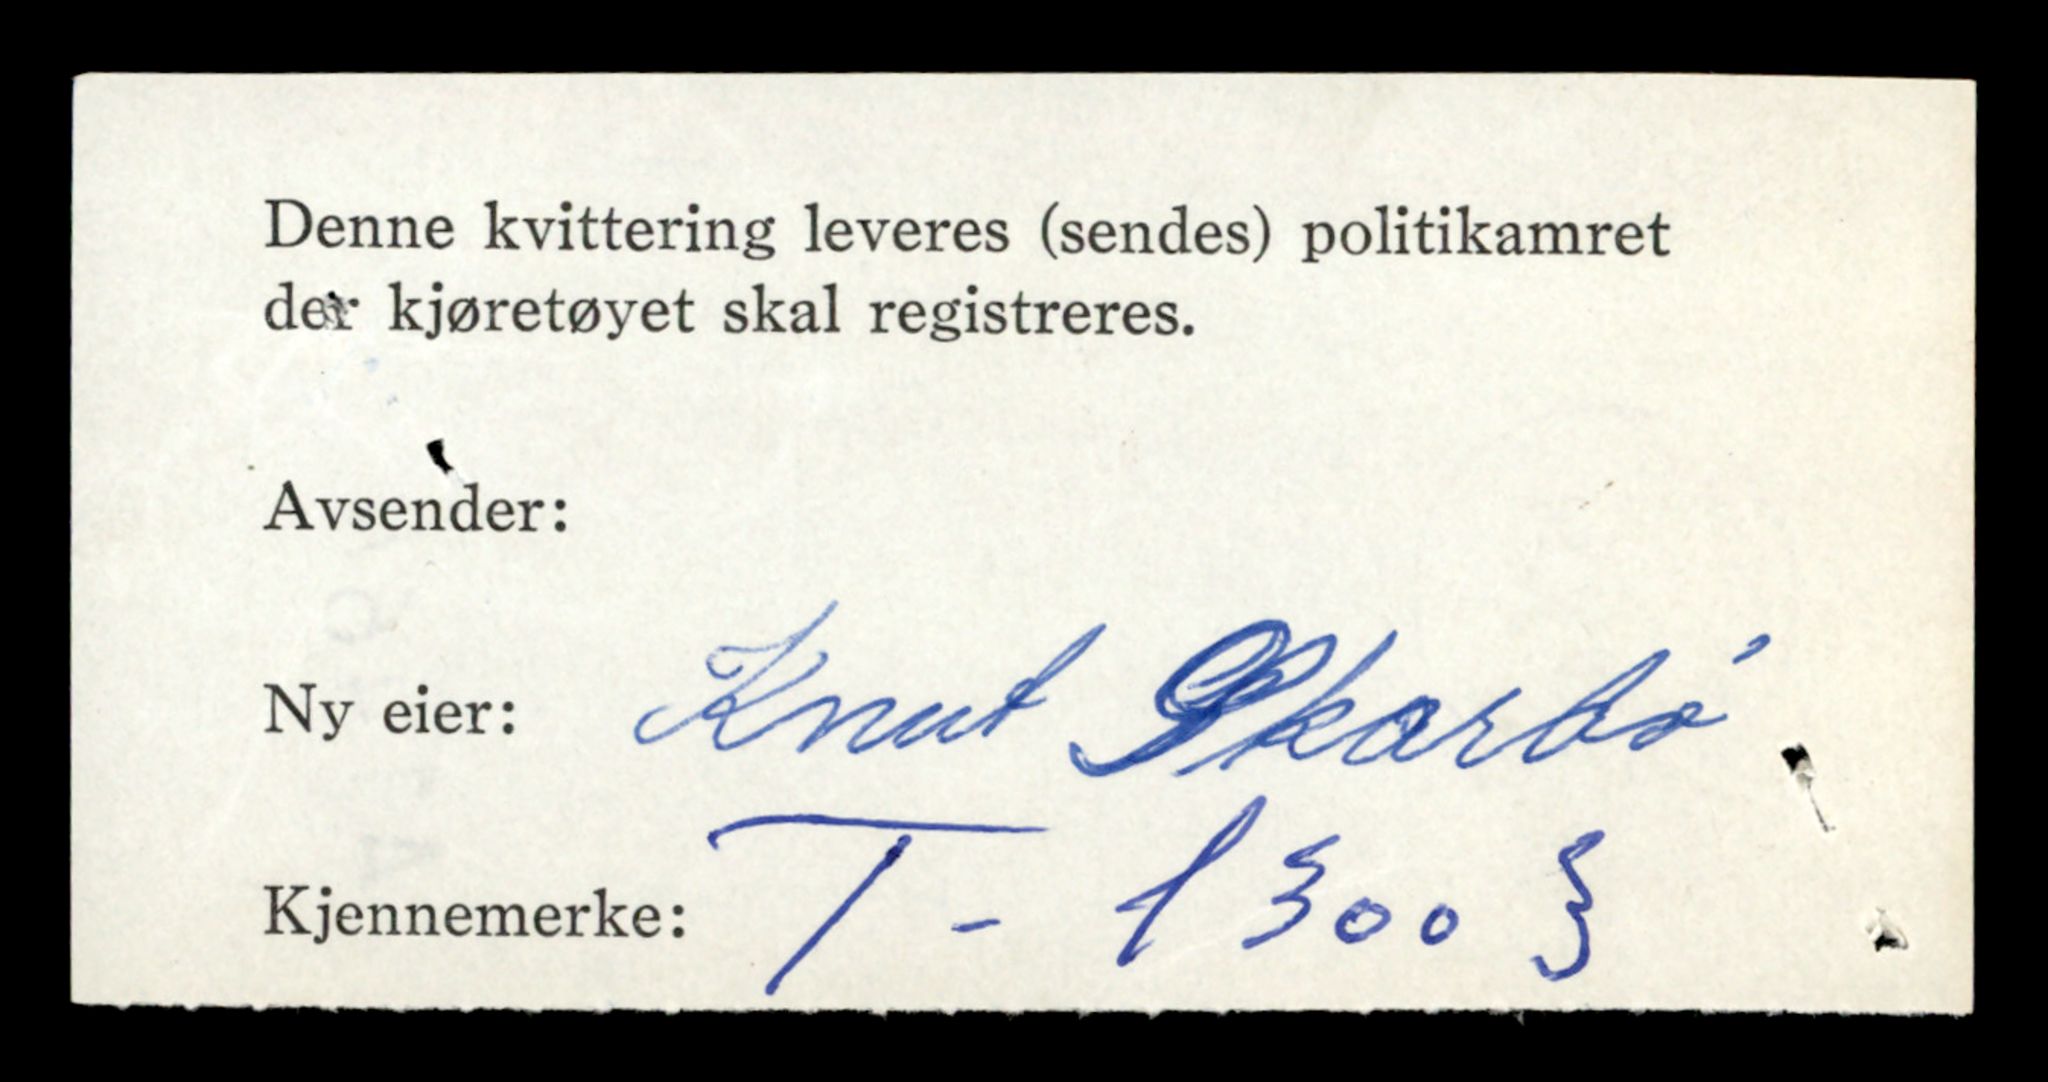 Denne kvittering leveres (sendes) politikamret
der kjøretøyet skal registreres.
Avsender:
Ny eier: Knut Skarbø
Kjennemerke: T - 13003